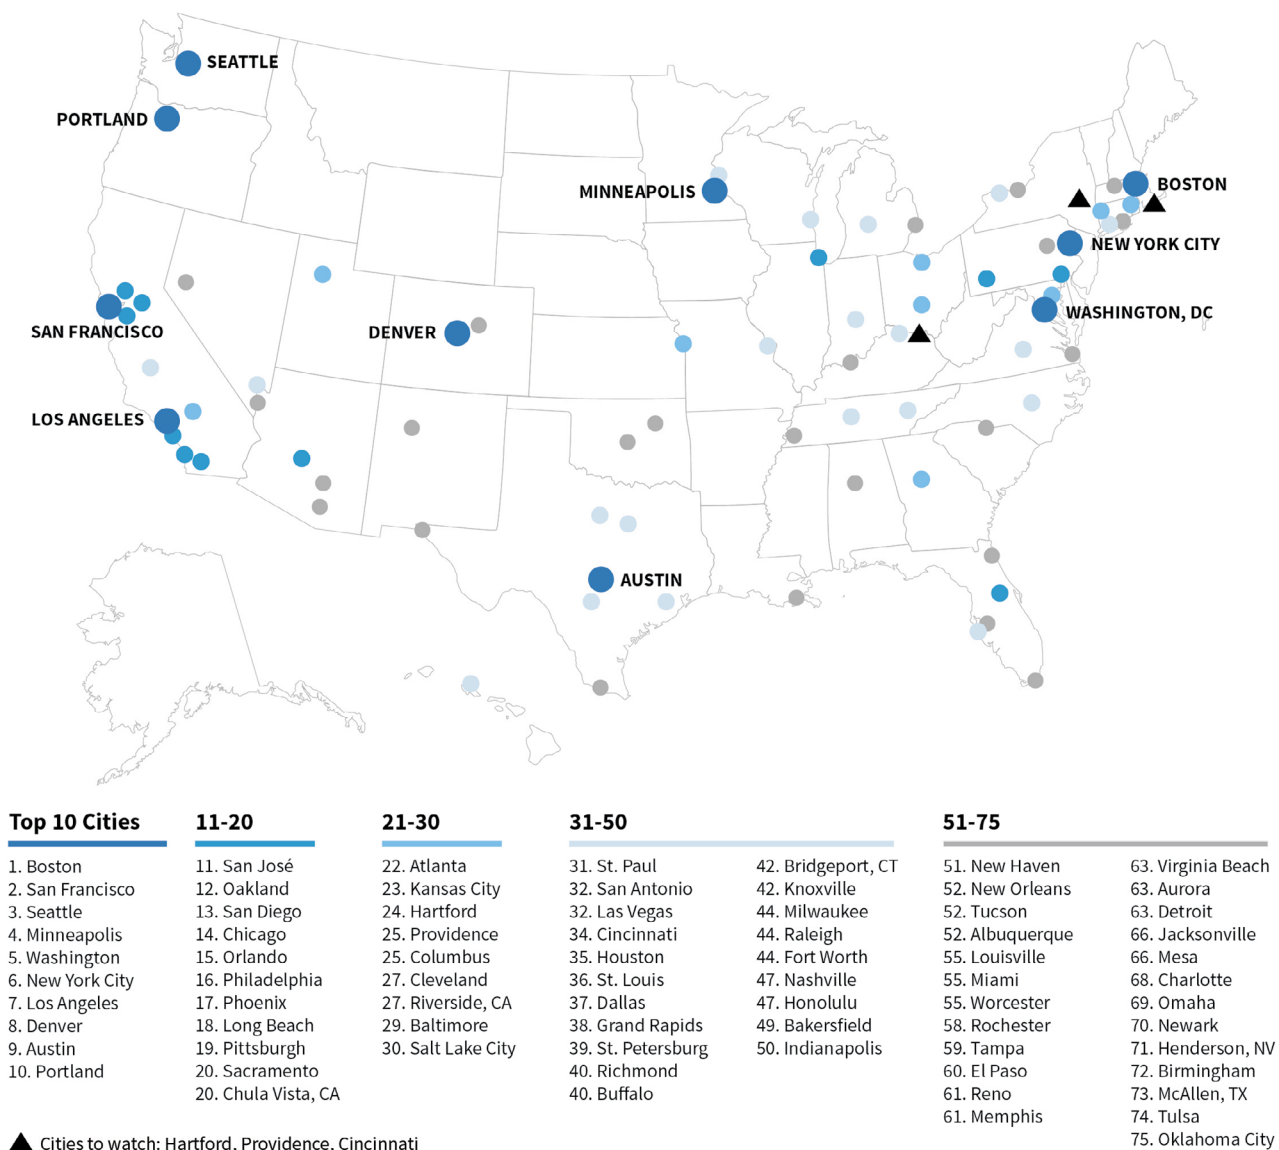 SEATTLE
PORTLAND
MINNEAPOLIS
BOSTON
NEW YORK CITY
WASHINGTON, DC
SAN FRANCISCO
DENVER
LOS ANGELES
AUSTIN
Top 10 Cities
1. Boston
2. San Francisco
3. Seattle
4. Minneapolis
5. Washington
6. New York City
7. Los Angeles
8. Denver
9. Austin
10. Portland
11-20
11. San José
12. Oakland
13. San Diego
14. Chicago
15. Orlando
16. Philadelphia
17. Phoenix
18. Long Beach
19. Pittsburgh
20. Sacramento
20. Chula Vista, CA
21-30
22. Atlanta
23. Kansas City
24. Hartford
25. Providence
25. Columbus
27. Cleveland
27. Riverside, CA
29. Baltimore
30. Salt Lake City
31-50
31. St. Paul
32. San Antonio
32. Las Vegas
34. Cincinnati
35. Houston
36. St. Louis
37. Dallas
38. Grand Rapids
39. St. Petersburg
40. Richmond
40. Buffalo
42. Bridgeport, CT
42. Knoxville
44. Milwaukee
44. Raleigh
44. Fort Worth
47. Nashville
47. Honolulu
49. Bakersfield
50. Indianapolis
51-75
51. New Haven
52. New Orleans
52. Tucson
52. Albuquerque
55. Louisville
55. Miami
55. Worcester
58. Rochester
59. Tampa
60. El Paso
61. Reno
61. Memphis
63. Virginia Beach
63. Aurora
63. Detroit
66. Jacksonville
66. Mesa
68. Charlotte
69. Omaha
70. Newark
71. Henderson, NV
72. Birmingham
73. McAllen, TX
74. Tulsa
75. Oklahoma City
Cities to watch: Hartford, Providence, Cincinnati